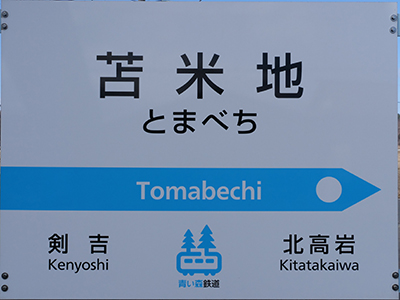 苫米地
とまべち
Tomabechi
剣吉
Kenyoshi
北高岩
Kitatakaiwa
青い森鉄道